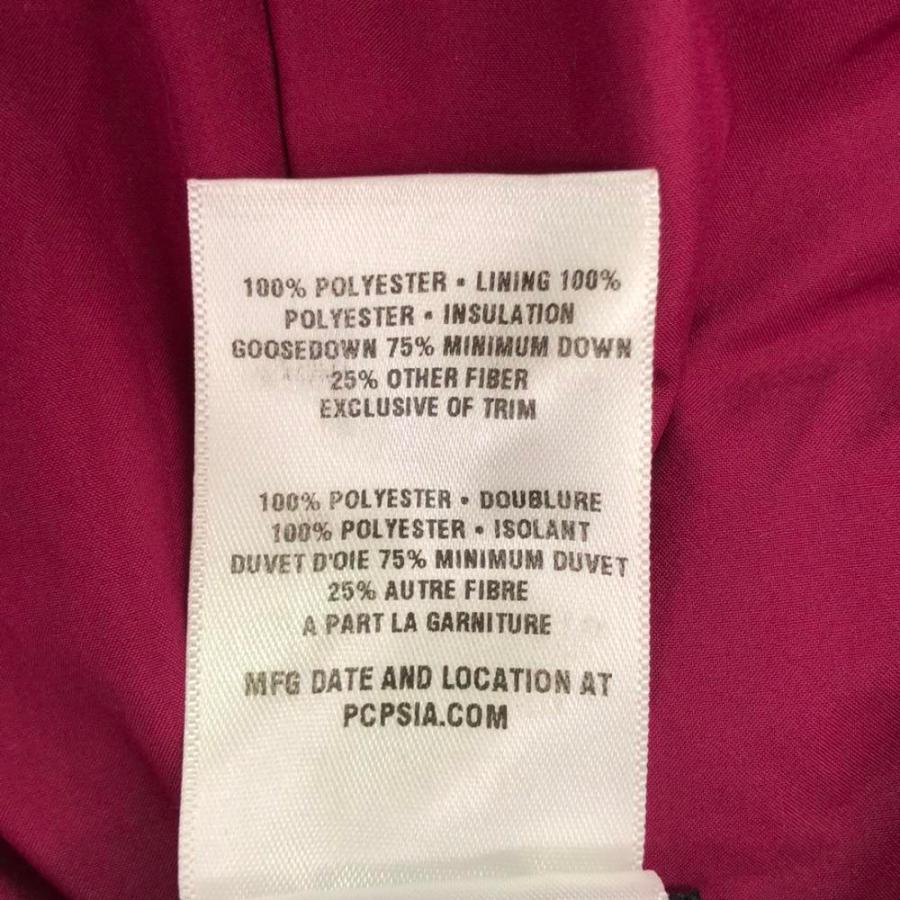 100% POLYESTER • LINING 100%
POLYESTER • INSULATION
GOOSEDOWN 75% MINIMUM DOWN
25% OTHER FIBER
EXCLUSIVE OF TRIM
100% POLYESTER • DOUBLURE
100% POLYESTER • ISOLANT
DUVET D'OIE 75% MINIMUM DUVET
25% AUTRE FIBRE
A PART LA GARNITURE
MFG DATE AND LOCATION AT
PCPSIA.COM